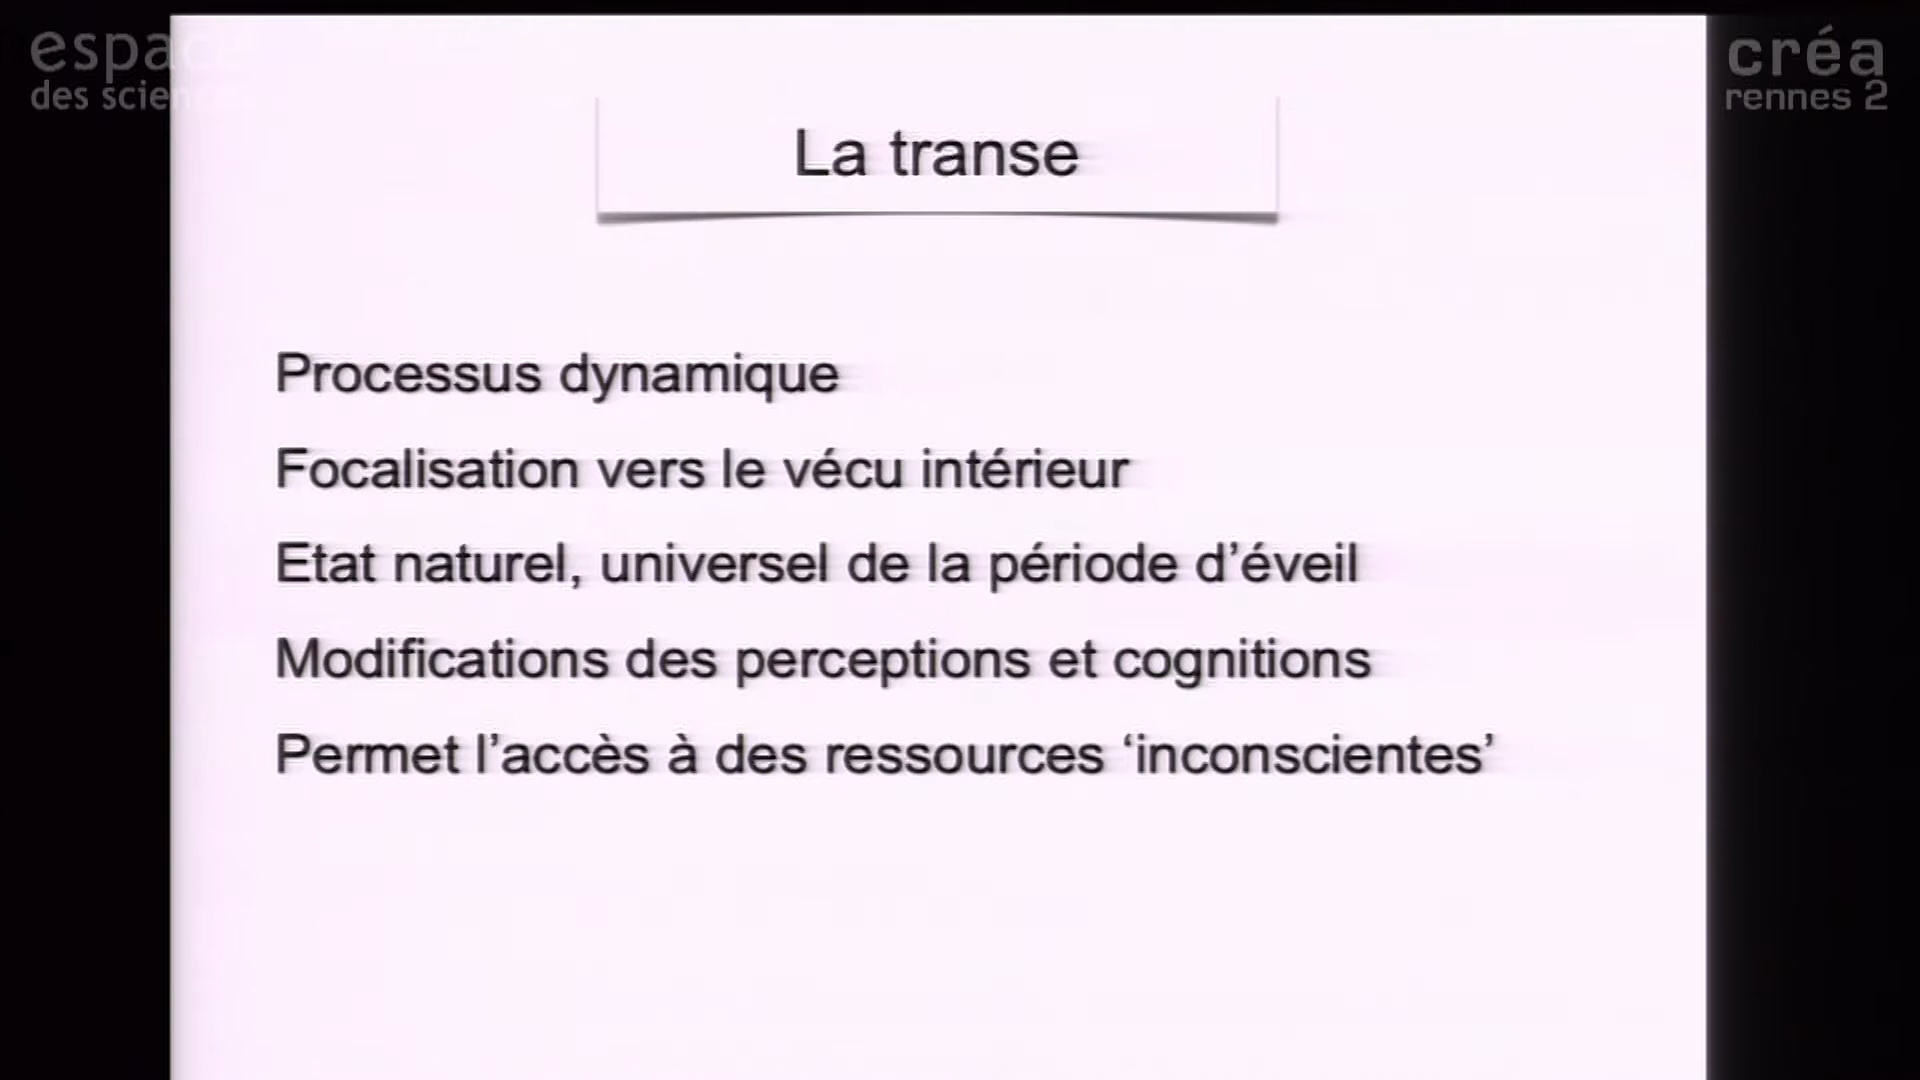 espace
des sciences
créa
rennes 2
La transe
Processus dynamique
Focalisation vers le vécu intérieur
Etat naturel, universel de la période d’éveil
Modifications des perceptions et cognitions
Permet l’accès à des ressources ‘inconscientes’